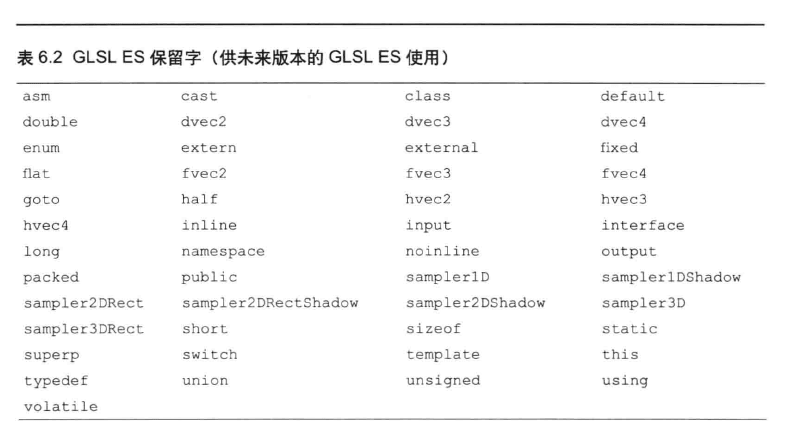 表 6.2 GLSL ES 保留字（供未来版本的 GLSL ES 使用）
asm cast class default
double dvec2 dvec3 dvec4
enum extern external fixed
flat fvec2 fvec3 fvec4
goto half hvec2 hvec3
hvec4 inline input interface
long namespace noinline output
packed public sampler1D sampler1DShadow
sampler2DRect sampler2DRectShadow sampler2DShadow sampler3D
sampler3DRect short sizeof static
superp switch template this
typedef union unsigned using
volatile